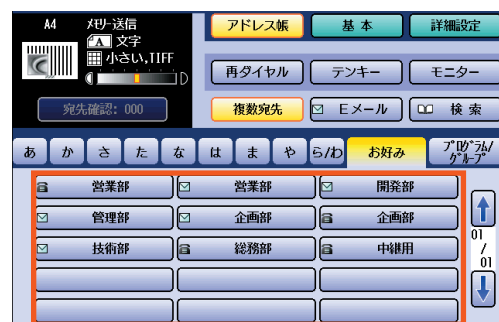 A4 ﾒﾓﾘｰ送信
A 文字
小さい,TIFF
D
宛先確認: 000
アドレス帳 基本 詳細設定
再ダイヤル テンキー モニター
複数宛先 Eメール 検索
あ か さ た な は ま や ら/わ お好み ﾌﾟﾛｸﾞﾗﾑ/ｸﾞﾙｰﾌﾟ
営業部 営業部 開発部
管理部 企画部 企画部
技術部 総務部 中継用
01
/
01